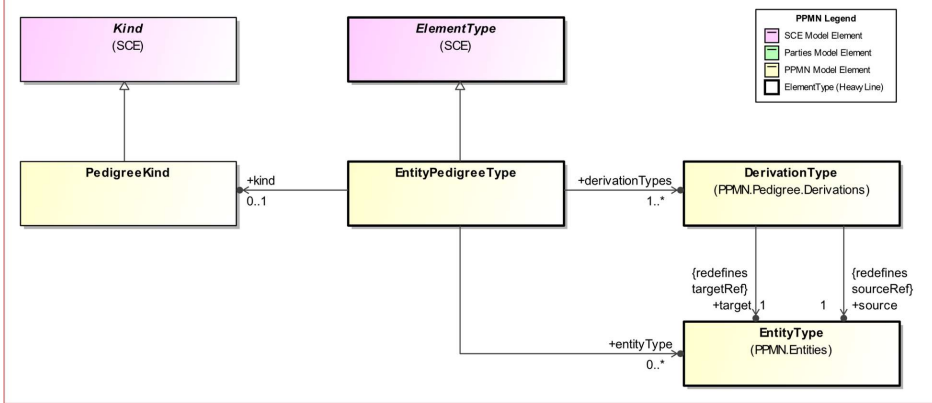 Kind
(SCE)
ElementType
(SCE)
PPMN Legend
SCE Model Element
Parties Model Element
PPMN Model Element
ElementType (Heavy Line)
PedigreeKind
+kind
0..1
EntityPedigreeType
+derivationTypes
1..*
DerivationType
(PPMN.Pedigree.Derivations)
{redefines
targetRef}
+target
1
{redefines
sourceRef}
1
+source
+entityType
0..*
EntityType
(PPMN.Entities)